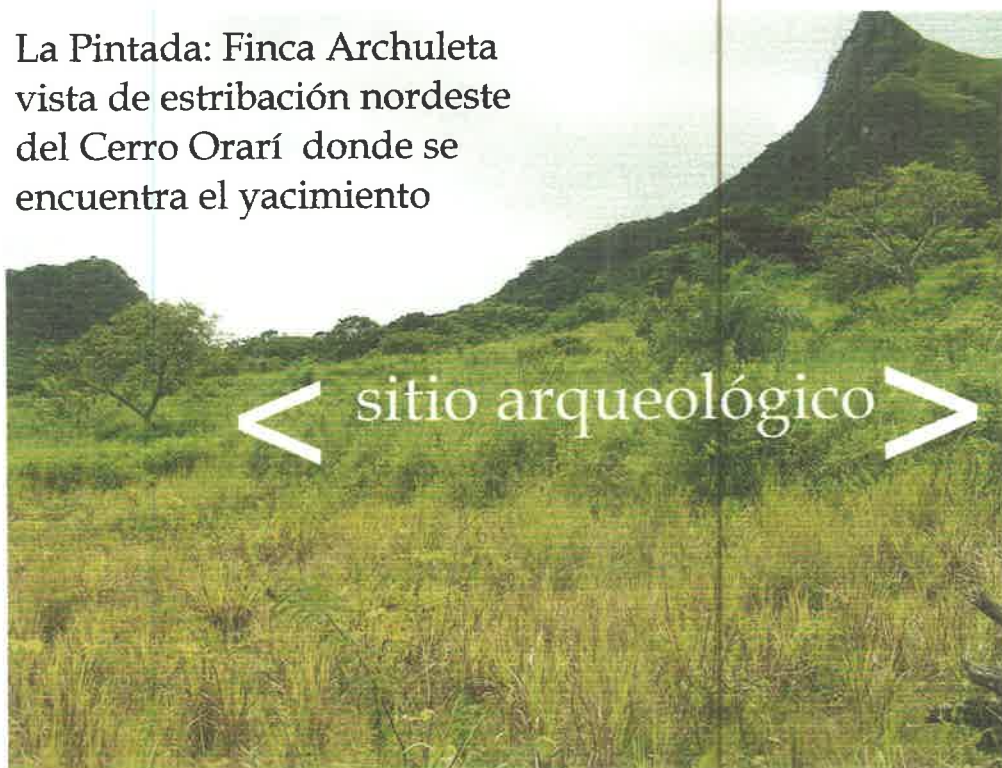 La Pintada: Finca Archuleta
vista de estribación nordeste
del Cerro Orarí donde se
encuentra el yacimiento
< sitio arqueológico >